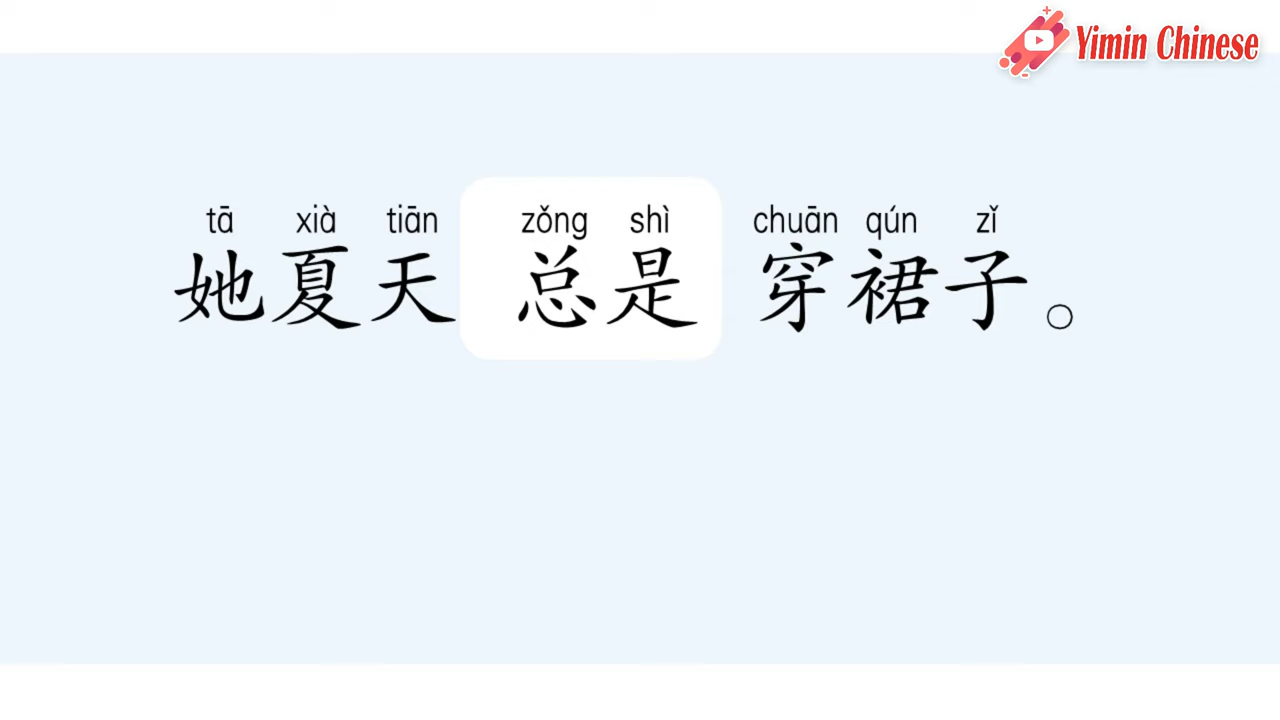 Yimin Chinese
tā xià tiān zǒng shì chuān qún zǐ
她夏天 总是 穿裙子。